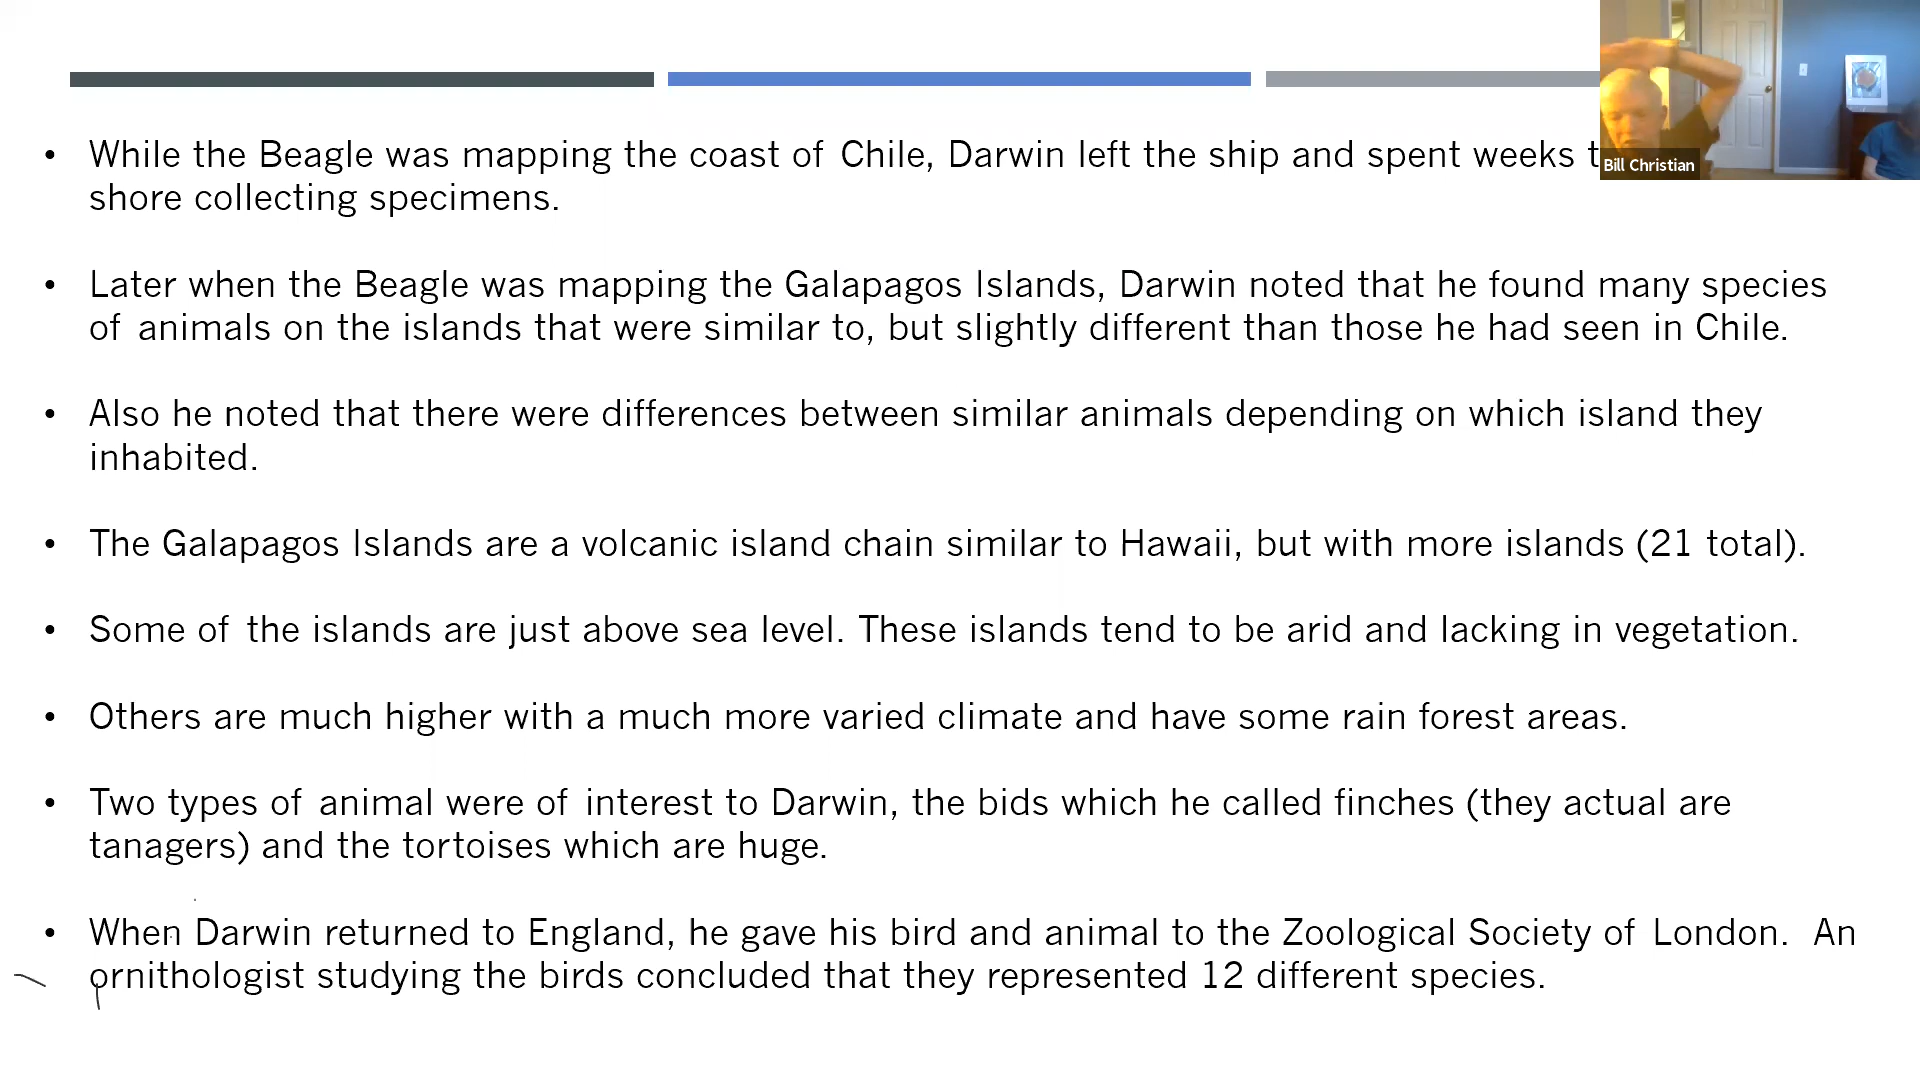 • While the Beagle was mapping the coast of Chile, Darwin left the ship and spent weeks
shore collecting specimens.
• Later when the Beagle was mapping the Galapagos Islands, Darwin noted that he found many species
of animals on the islands that were similar to, but slightly different than those he had seen in Chile.
• Also he noted that there were differences between similar animals depending on which island they
inhabited.
• The Galapagos Islands are a volcanic island chain similar to Hawaii, but with more islands (21 total).
• Some of the islands are just above sea level. These islands tend to be arid and lacking in vegetation.
• Others are much higher with a much more varied climate and have some rain forest areas.
• Two types of animal were of interest to Darwin, the bids which he called finches (they actual are
tanagers) and the tortoises which are huge.
• When Darwin returned to England, he gave his bird and animal to the Zoological Society of London. An
ornithologist studying the birds concluded that they represented 12 different species.
Bill Christian